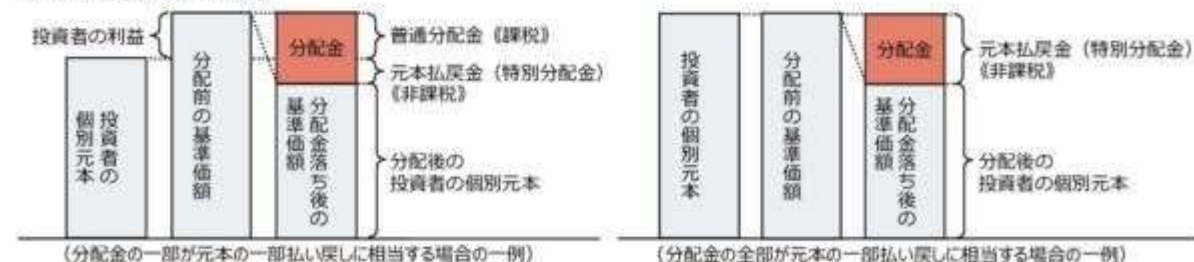 投資者の利益
投資者の
個別元本
分配前の基準価額
分配金
分配金落ち後の
基準価額
普通分配金《課税》
元本払戻金(特別分配金)
《非課税》
分配後の
投資者の個別元本
(分配金の一部が元本の一部払い戻しに相当する場合の一例)
投資者の個別元本
分配前の基準価額
分配金
分配金落ち後の
基準価額
元本払戻金(特別分配金)
《非課税》
分配後の
投資者の個別元本
(分配金の全部が元本の一部払い戻しに相当する場合の一例)